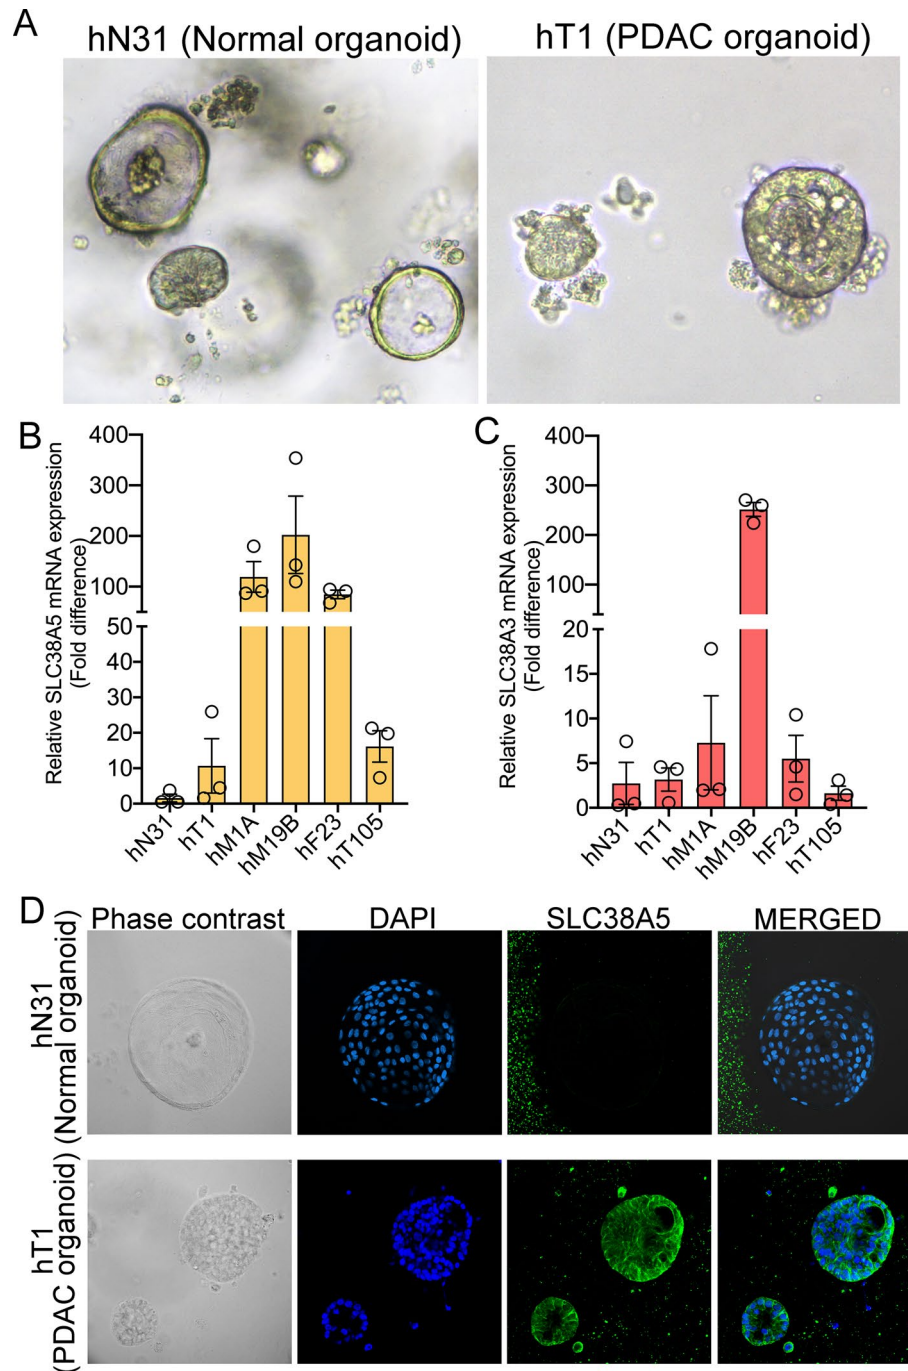 A
hN31 (Normal organoid)
hT1 (PDAC organoid)
B
Relative SLC38A5 mRNA expression
(Fold difference)
400
300
200
100
50
40
30
20
10
0
hN31
hT1
hM1A
hM19B
hF23
hT105
C
Relative SLC38A3 mRNA expression
(Fold difference)
400
300
200
100
20
15
10
5
0
hN31
hT1
hM1A
hM19B
hF23
hT105
D
Phase contrast
DAPI
SLC38A5
MERGED
hN31
(Normal organoid)
hT1
(PDAC organoid)